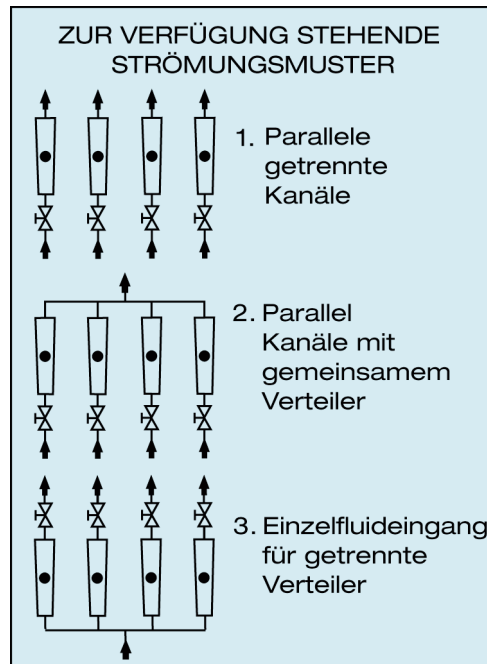 ZUR VERFÜGUNG STEHENDE
STRÖMUNGSMUSTER
1. Parallele
getrennte
Kanäle
2. Parallel
Kanäle mit
gemeinsamem
Verteiler
3. Einzelfluideingang
für getrennte
Verteiler